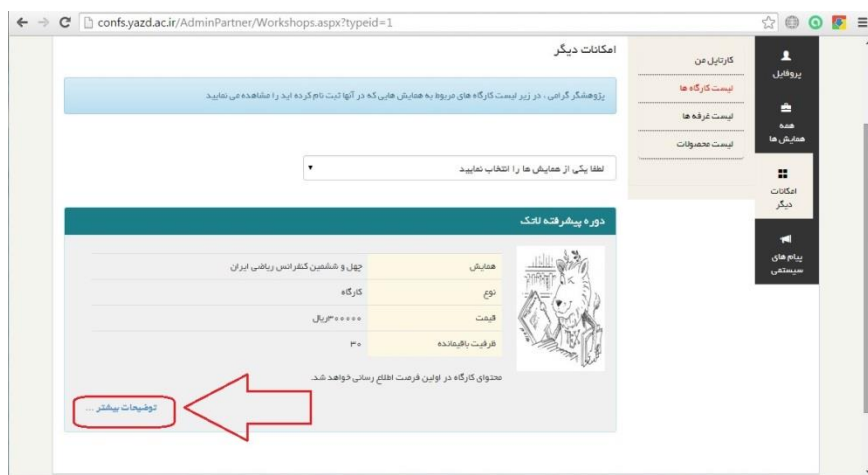 confs.yazd.ac.ir/AdminPartner/Workshops.aspx?typeid=1
پروفایل
همه
همایش ها
امکانات
دیگر
پیام های
سیستمی
کارتابل من
لیست کارگاه ها
لیست غرفه ها
لیست محصولات
امکانات دیگر
پژوهشگر گرامی ، در زیر لیست کارگاه های مربوط به همایش هایی که در آنها ثبت نام کرده اید را مشاهده می نمایید
لطفا یکی از همایش ها را انتخاب نمایید
دوره پیشرفته لاتک
همایش چهل و ششمین کنفرانس ریاضی ایران
نوع کارگاه
قیمت ۳۰۰۰۰۰ریال
ظرفیت باقیمانده ۳۰
محتوای کارگاه در اولین فرصت اطلاع رسانی خواهد شد.
توضیحات بیشتر ...